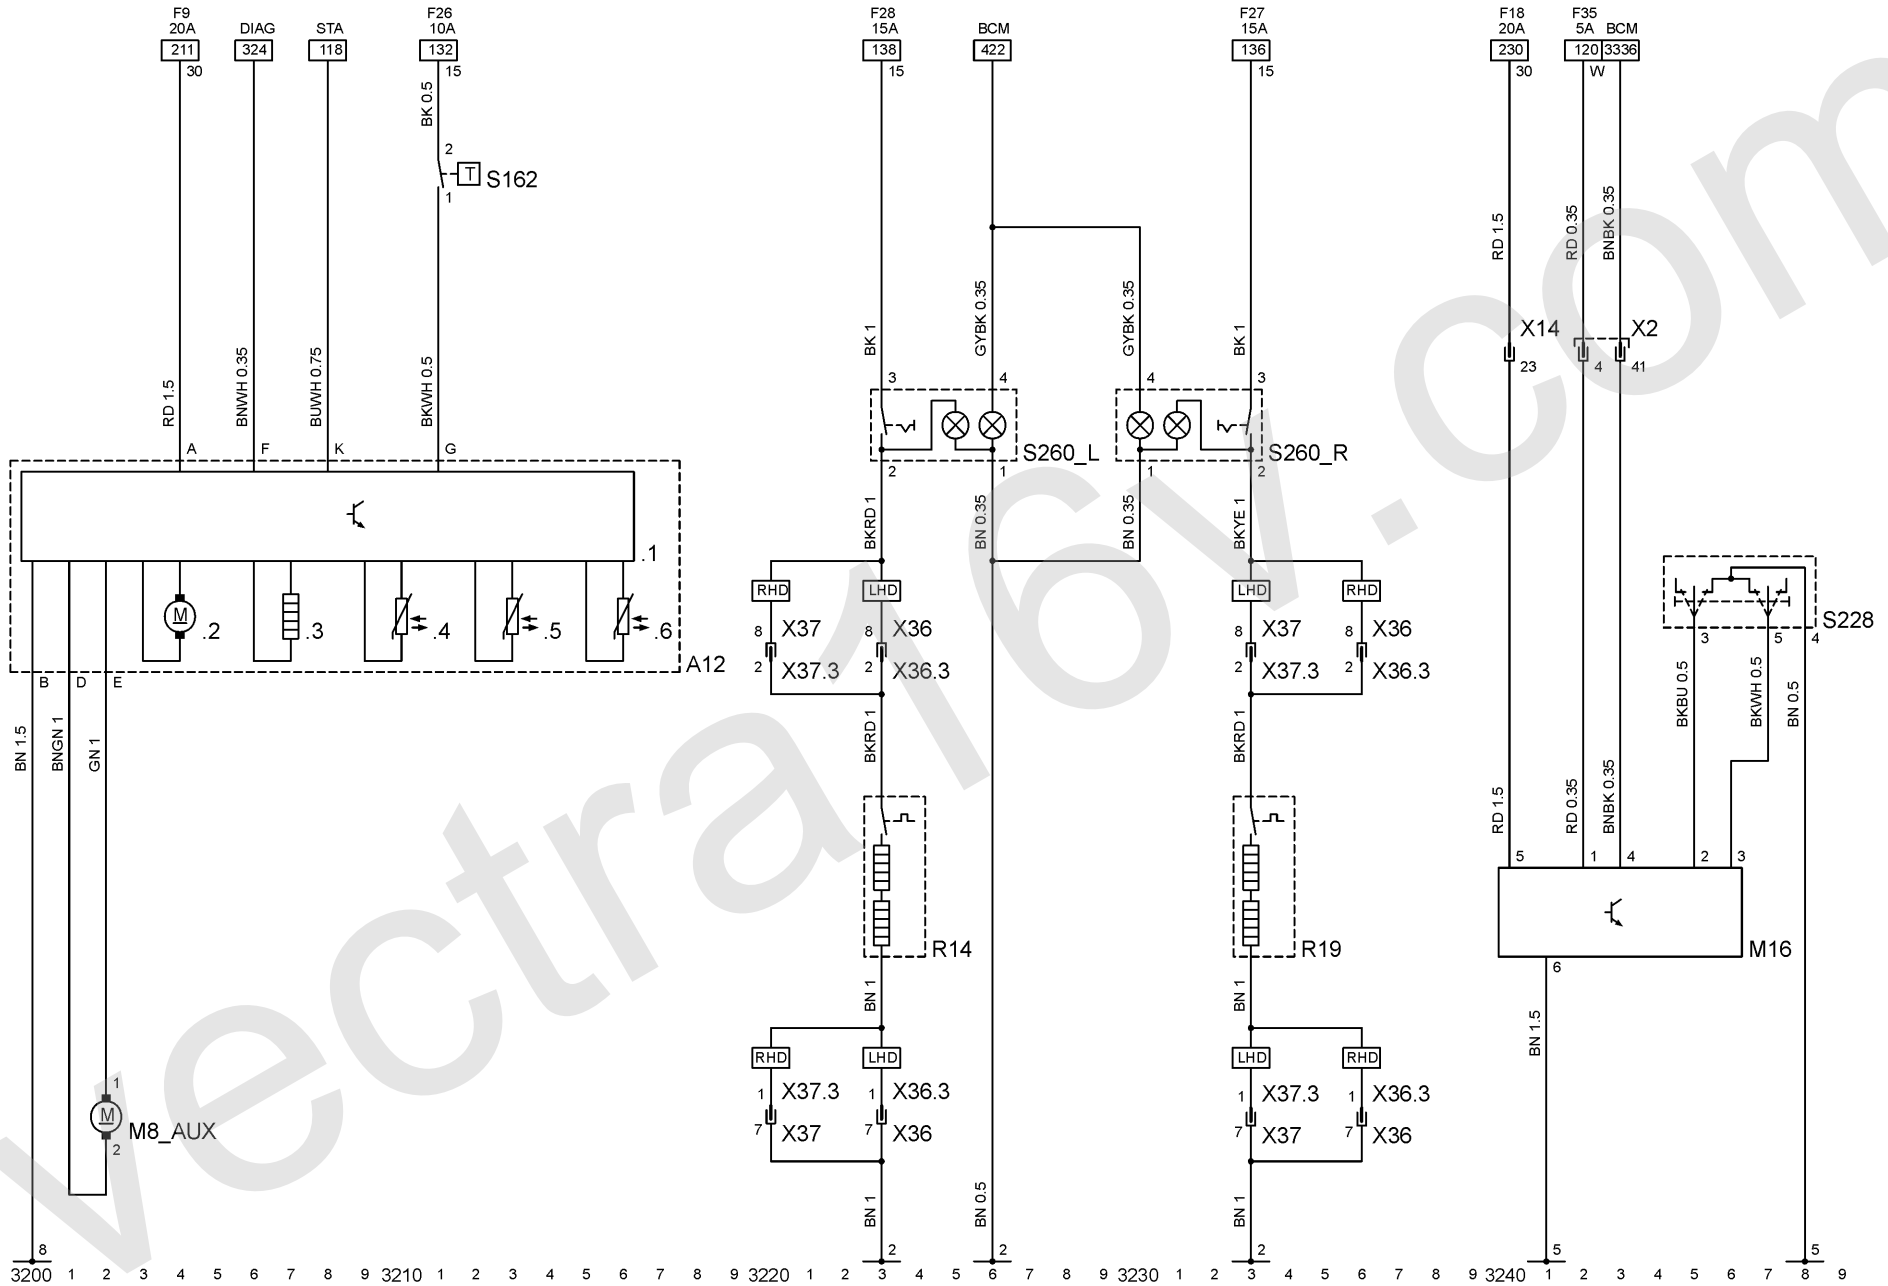 F9 F26 F28 F27 F18 F35
20A DIAG STA 10A 15A BCM 15A 20A 5A BCM
211 324 118 132 138 422 136 230 120 3336
30 15 15 15 30 W
BK 0.5
2
T S162
1
RD 1.5 RD 0.35 BNBK 0.35
GYBK 0.35 GYBK 0.35
X14 X2
23 4 41
RD 1.5 BNWH 0.35 BUWH 0.75 BKWH 0.5 BK 1 BK 1
3 4 4 3
A F K G
S260_L S260_R
2 1 1 2
BKRD 1 BN 0.35 BN 0.35 BKYE 1
.1
RHD LHD LHD RHD
M .2 .3 .4 .5 .6
8 X37 8 X36 8 X37 8 X36
S228
3 5 4
2 X37.3 2 X36.3 2 X37.3 2 X36.3
A12
B D E
BN 1.5 BNGN 1 GN 1
BKRD 1 BKRD 1
BKBU 0.5 BKWH 0.5 BN 0.5
RD 1.5 RD 0.35 BNBK 0.35
5 1 4 2 3
R14 R19 M16
6
BN 1 BN 1
BN 1.5
RHD LHD LHD RHD
1 X37.3 1 X36.3 1 X37.3 1 X36.3
1
M M8_AUX
2
7 X37 7 X36 7 X37 7 X36
BN 1 BN 0.5 BN 1
8 2 6 2 5 5
3200 1 2 3 4 5 6 7 8 9 3210 1 2 3 4 5 6 7 8 9 3220 1 2 3 4 5 6 7 8 9 3230 1 2 3 4 5 6 7 8 9 3240 1 2 3 4 5 6 7 8 9
vectra16v.com